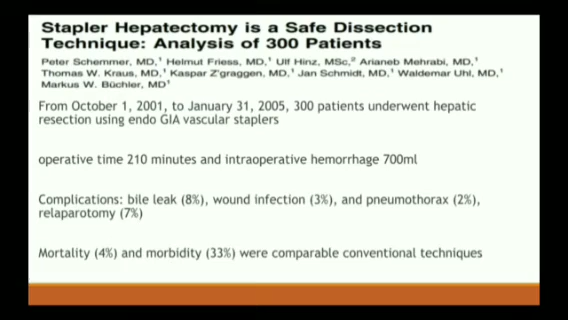 Stapler Hepatectomy is a Safe Dissection
Technique: Analysis of 300 Patients
Peter Schemmer, MD,¹ Helmut Friess, MD,¹ Ulf Hinz, MSc,² Arianeb Mehrabi, MD,¹
Thomas W. Kraus, MD,¹ Kaspar Z'graggen, MD,¹ Jan Schmidt, MD,¹ Waldemar Uhl, MD,¹
Markus W. Büchler, MD¹
From October 1, 2001, to January 31, 2005, 300 patients underwent hepatic
resection using endo GIA vascular staplers
operative time 210 minutes and intraoperative hemorrhage 700ml
Complications: bile leak (8%), wound infection (3%), and pneumothorax (2%),
relaparotomy (7%)
Mortality (4%) and morbidity (33%) were comparable conventional techniques